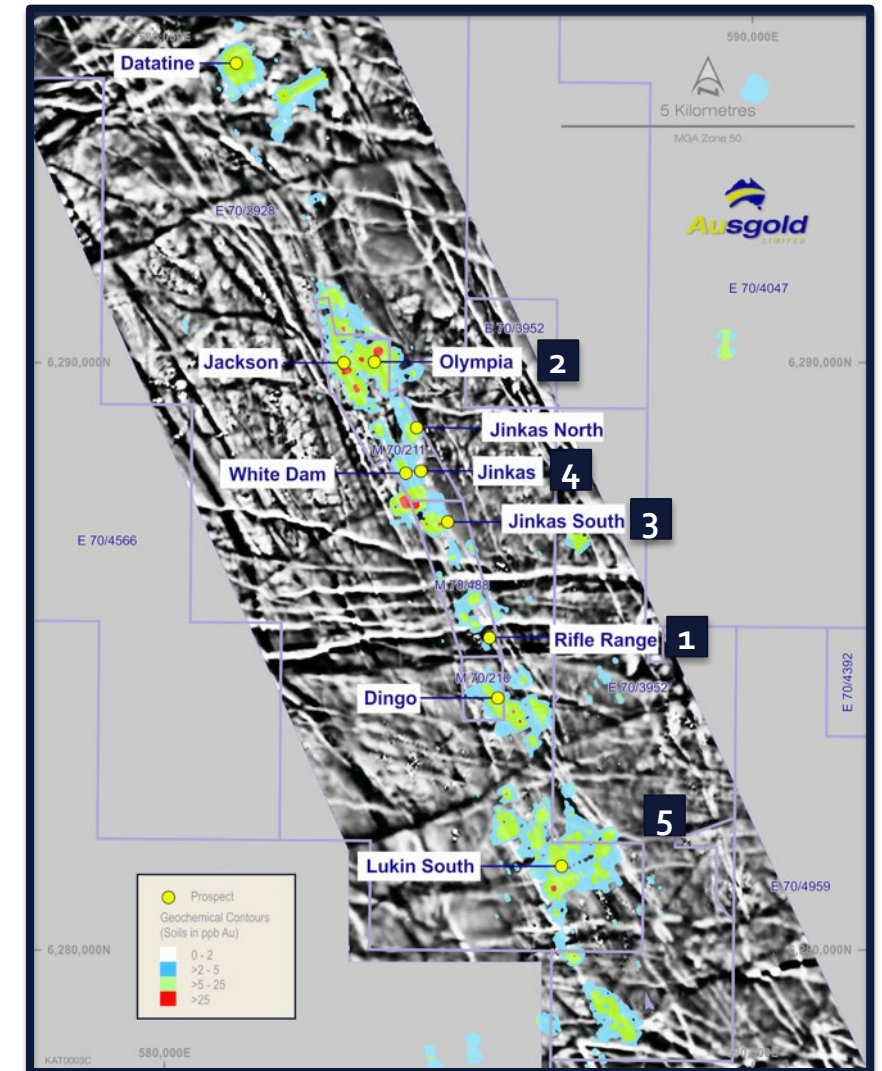 590,000E
Datatine
5 Kilometres
MGA Zone 50
Ausgold
LIMITED
E 70/2928
E 70/4047
E 70/3952
6,290,000N
Jackson
Olympia
2
6,290,000N
Jinkas North
M 70/211
White Dam
Jinkas
4
Jinkas South
3
E 70/4566
M 70/488
Rifle Range
1
Dingo
M 70/210
E 70/3952
E 70/4392
5
Lukin South
E 70/4959
Prospect
Geochemical Contours
(Soils in ppb Au)
0 - 2
>2 - 5
>5 - 25
>25
6,280,000N
KAT0003C
580,000E